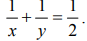 1/x + 1/y = 1/2.